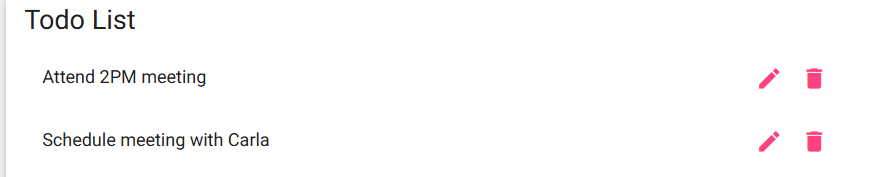 Todo List
Attend 2PM meeting
Schedule meeting with Carla